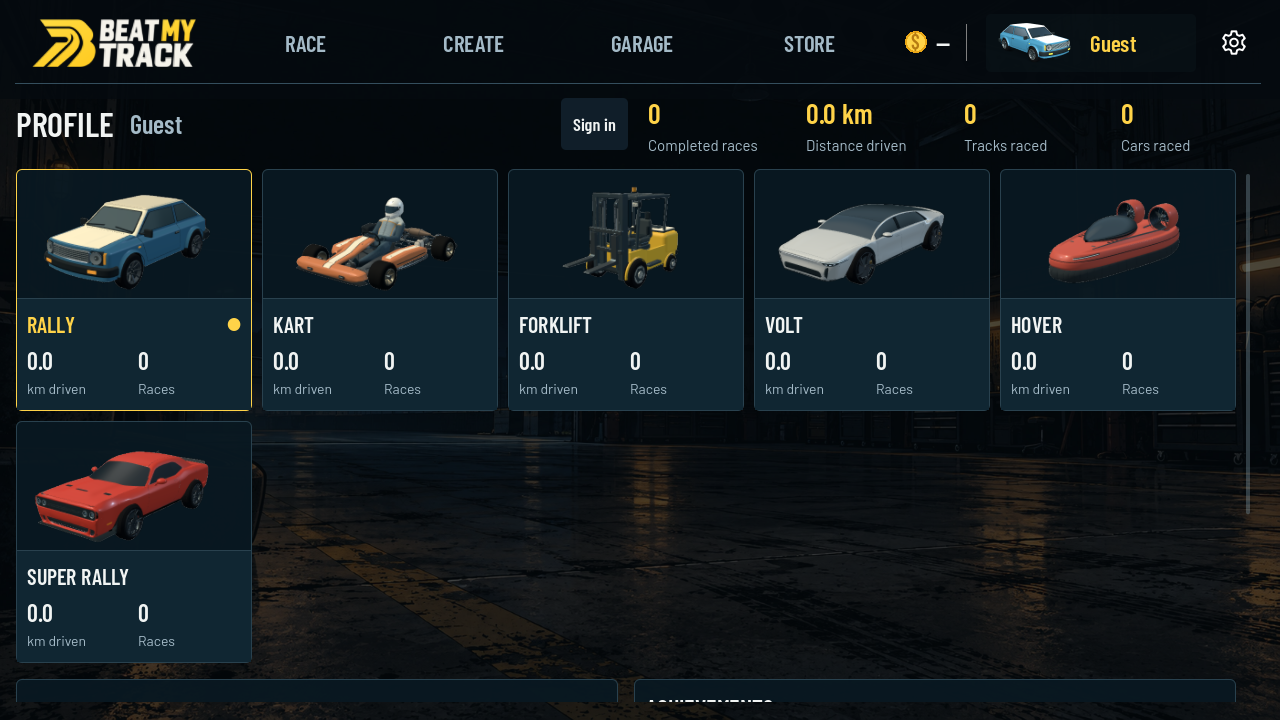 BEATMY
TRACK
RACE
CREATE
GARAGE
STORE
–
Guest
PROFILE
Guest
Sign in
0
Completed races
0.0 km
Distance driven
0
Tracks raced
0
Cars raced
RALLY
0.0
km driven
0
Races
KART
0.0
km driven
0
Races
FORKLIFT
0.0
km driven
0
Races
VOLT
0.0
km driven
0
Races
HOVER
0.0
km driven
0
Races
SUPER RALLY
0.0
km driven
0
Races
ACHIEVEMENTS